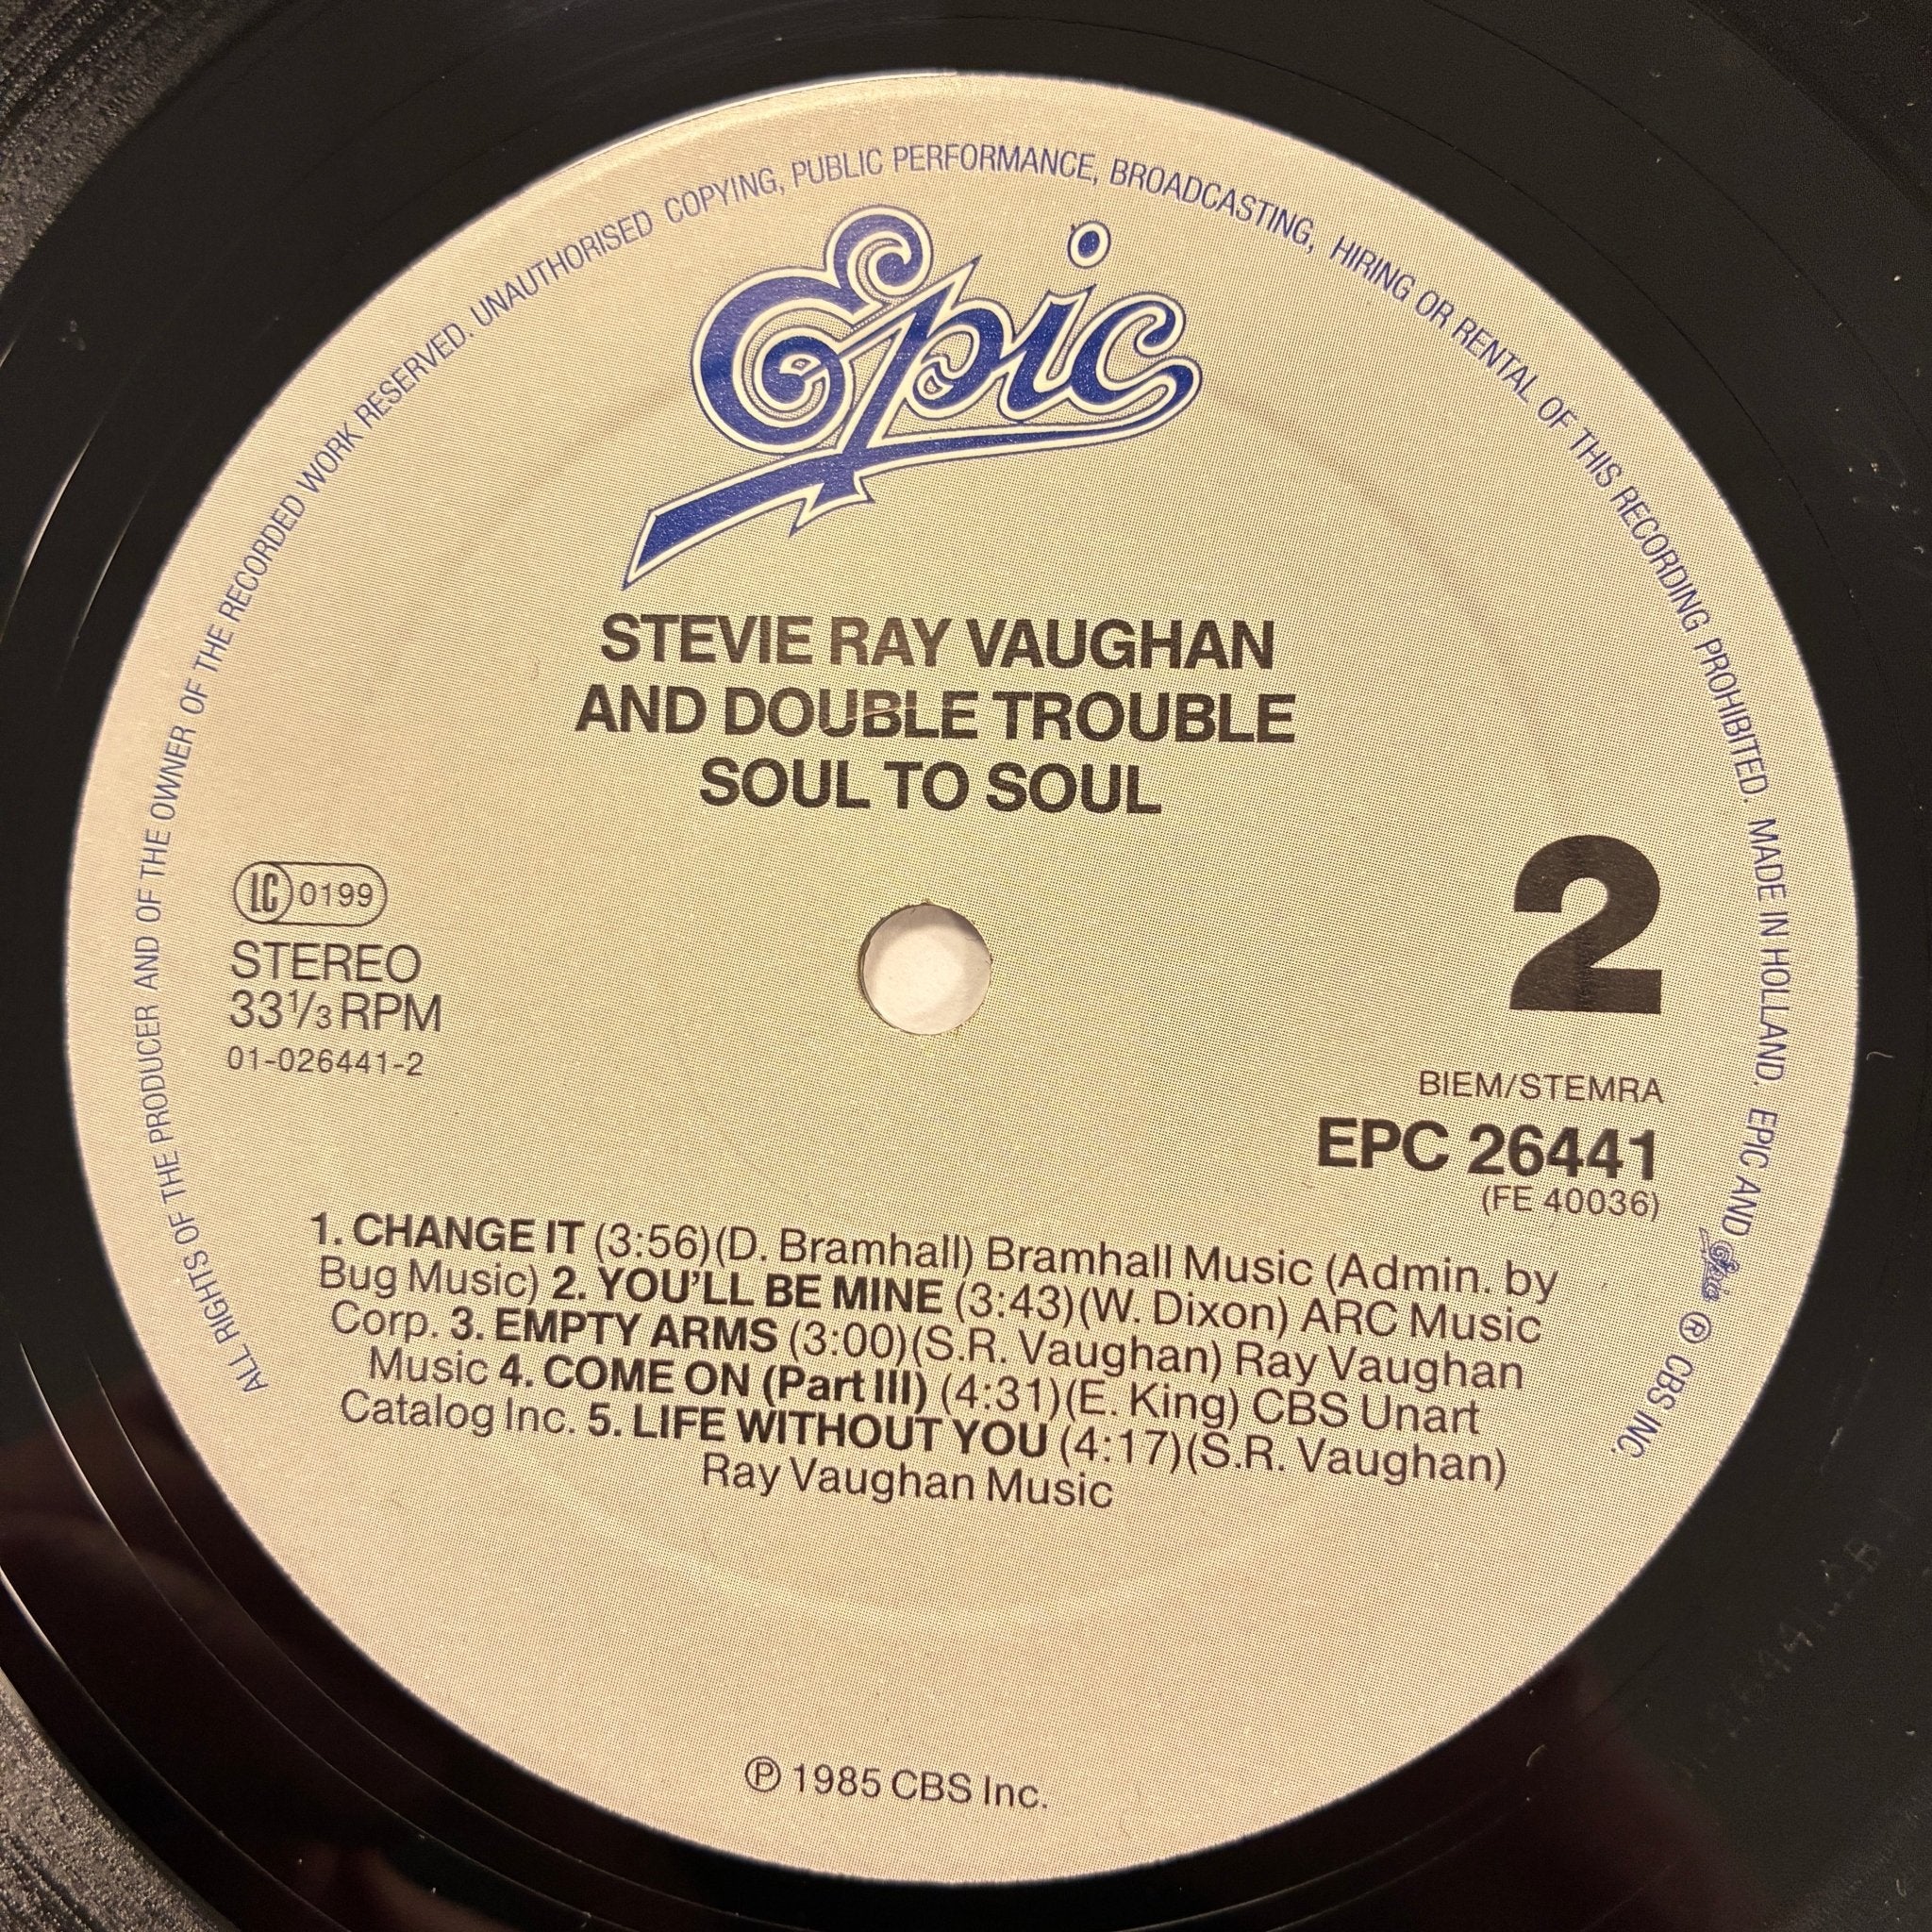 ALL RIGHTS OF THE PRODUCER AND OF THE OWNER OF THE RECORDED WORK RESERVED. UNAUTHORISED COPYING, PUBLIC PERFORMANCE, BROADCASTING, HIRING OR RENTAL OF THIS RECORDING PROHIBITED. MADE IN HOLLAND. EPIC AND Epic ® CBS INC.
Epic
STEVIE RAY VAUGHAN
AND DOUBLE TROUBLE
SOUL TO SOUL
LC 0199
STEREO
33⅓ RPM
01-026441-2
2
BIEM/STEMRA
EPC 26441
(FE 40036)
1. CHANGE IT (3:56)(D. Bramhall) Bramhall Music (Admin. by
Bug Music) 2. YOU'LL BE MINE (3:43)(W. Dixon) ARC Music
Corp. 3. EMPTY ARMS (3:00)(S.R. Vaughan) Ray Vaughan
Music 4. COME ON (Part III) (4:31)(E. King) CBS Unart
Catalog Inc. 5. LIFE WITHOUT YOU (4:17)(S.R. Vaughan)
Ray Vaughan Music
℗ 1985 CBS Inc.